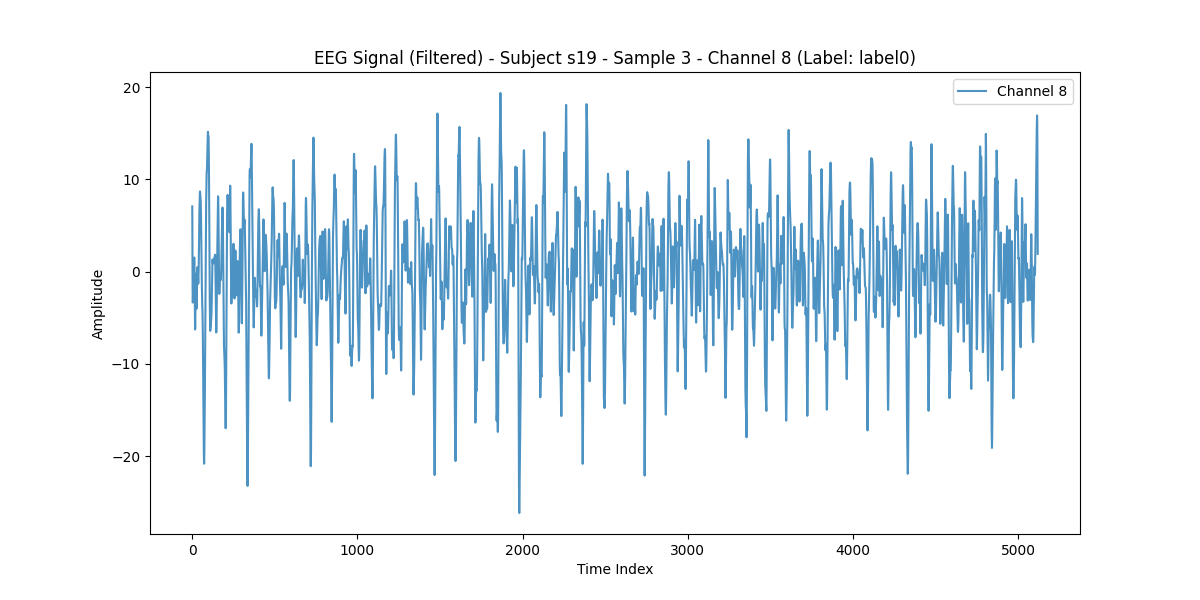 EEG Signal (Filtered) - Subject s19 - Sample 3 - Channel 8 (Label: label0)
Channel 8
20
10
0
−10
−20
Amplitude
0 1000 2000 3000 4000 5000
Time Index